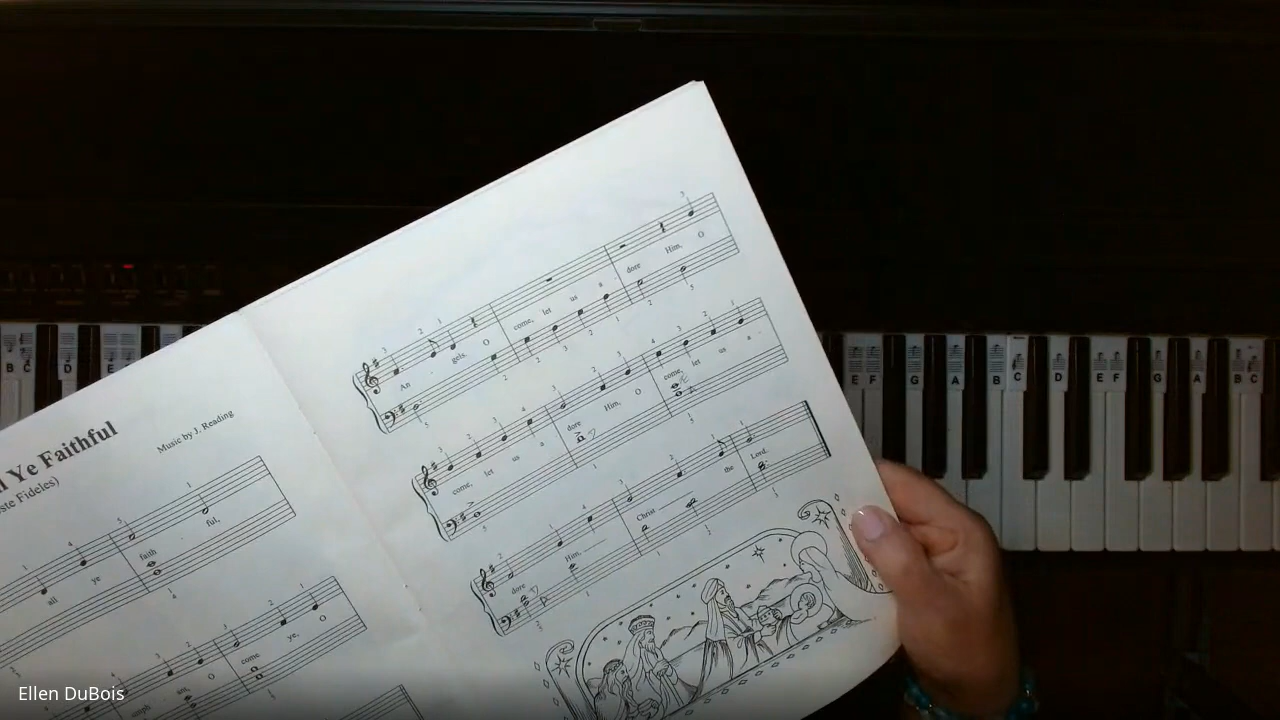 Ye Faithful
ste Fideles)
Music by J. Reading
all ye faith ful,
come ye, O
An gels, O come, let us a dore Him, O
come, let us a dore Him, O come, let us a
dore Him, Christ the Lord.
B C D E F G A B C D E F G A B C
Ellen DuBois